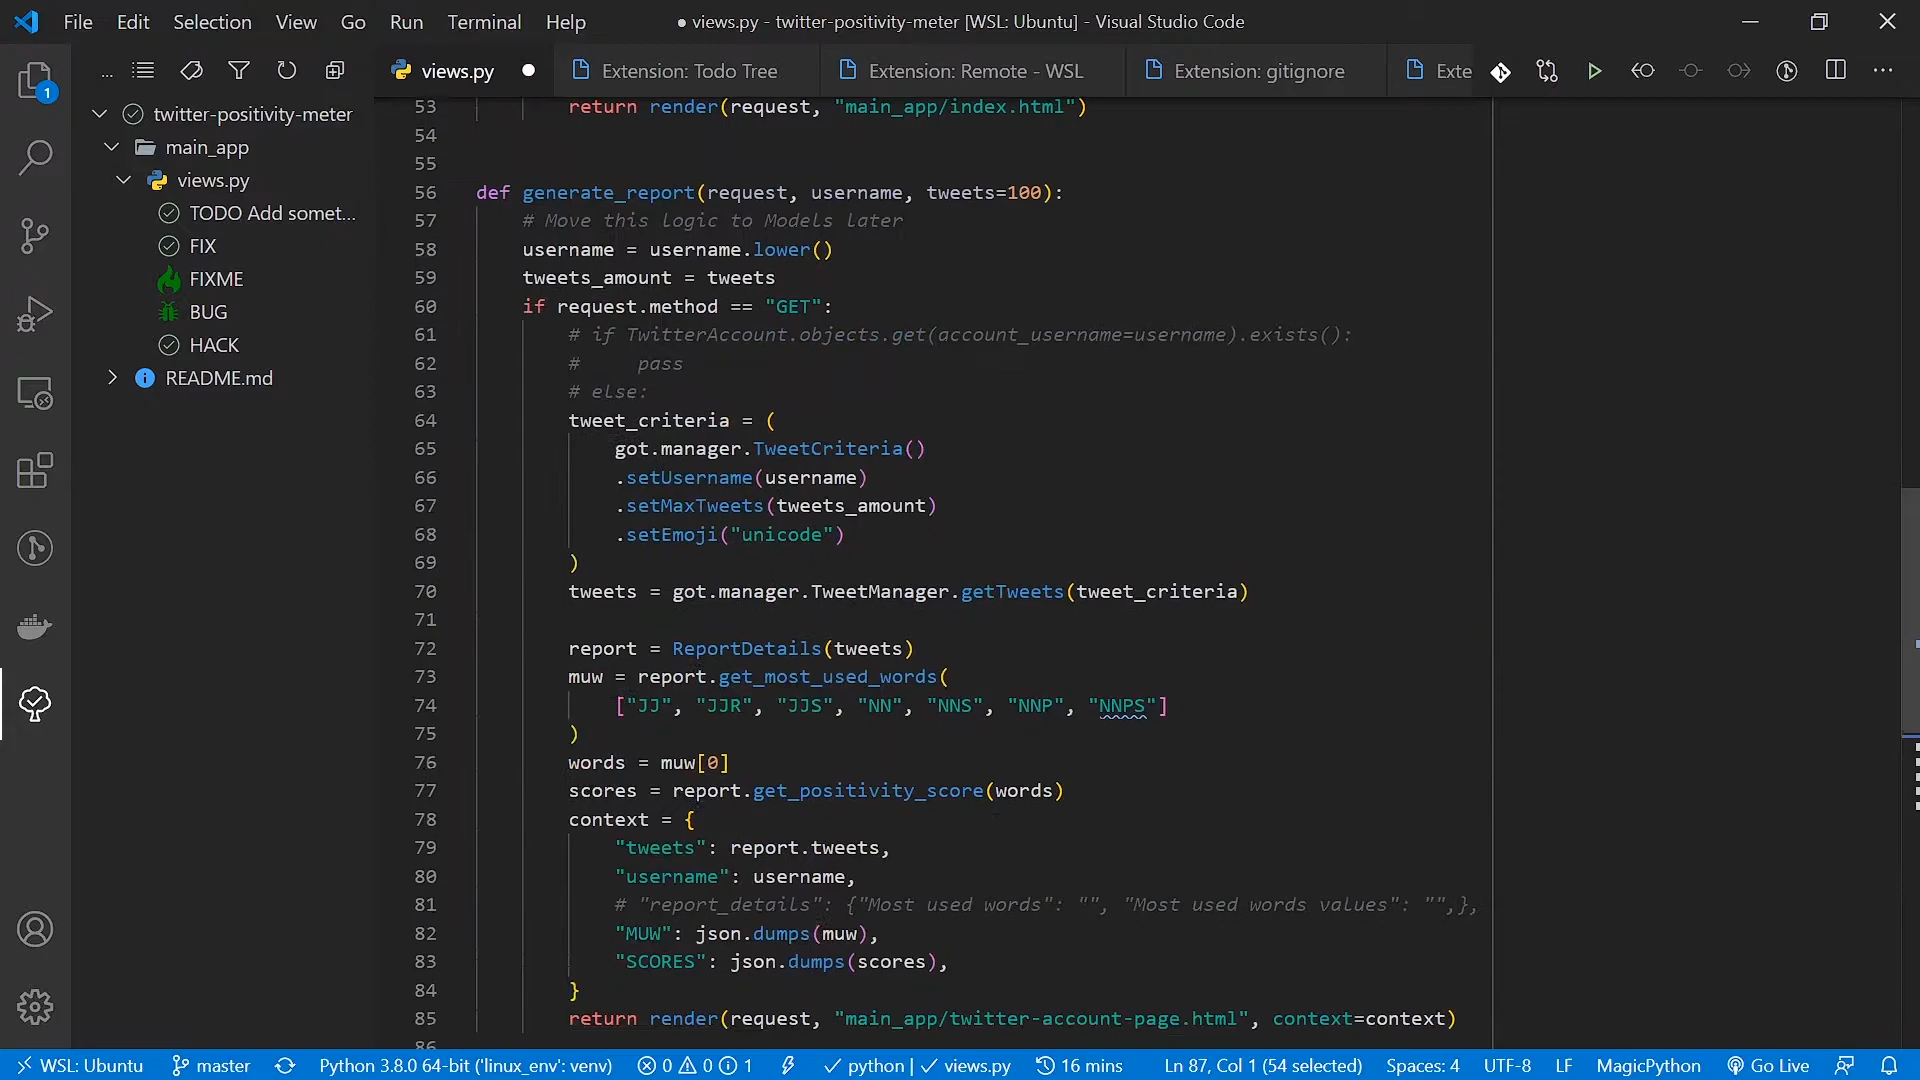 File Edit Selection View Go Run Terminal Help ● views.py - twitter-positivity-meter [WSL: Ubuntu] - Visual Studio Code
1
...
views.py
Extension: Todo Tree
Extension: Remote - WSL
Extension: gitignore
Exte
twitter-positivity-meter
main_app
views.py
TODO Add somet...
FIX
FIXME
BUG
HACK
README.md
53 return render(request, "main_app/index.html")
54
55
56 def generate_report(request, username, tweets=100):
57 # Move this logic to Models Later
58 username = username.lower()
59 tweets_amount = tweets
60 if request.method == "GET":
61 # if TwitterAccount.objects.get(account_username=username).exists():
62 # pass
63 # else:
64 tweet_criteria = (
65 got.manager.TweetCriteria()
66 .setUsername(username)
67 .setMaxTweets(tweets_amount)
68 .setEmoji("unicode")
69 )
70 tweets = got.manager.TweetManager.getTweets(tweet_criteria)
71
72 report = ReportDetails(tweets)
73 muw = report.get_most_used_words(
74 ["JJ", "JJR", "JJS", "NN", "NNS", "NNP", "NNPS"]
75 )
76 words = muw[0]
77 scores = report.get_positivity_score(words)
78 context = {
79 "tweets": report.tweets,
80 "username": username,
81 # "report_details": {"Most used words": "", "Most used words values": "",},
82 "MUW": json.dumps(muw),
83 "SCORES": json.dumps(scores),
84 }
85 return render(request, "main_app/twitter-account-page.html", context=context)
86
WSL: Ubuntu master Python 3.8.0 64-bit ('linux_env': venv) 0 0 1 python | views.py 16 mins Ln 87, Col 1 (54 selected) Spaces: 4 UTF-8 LF MagicPython Go Live